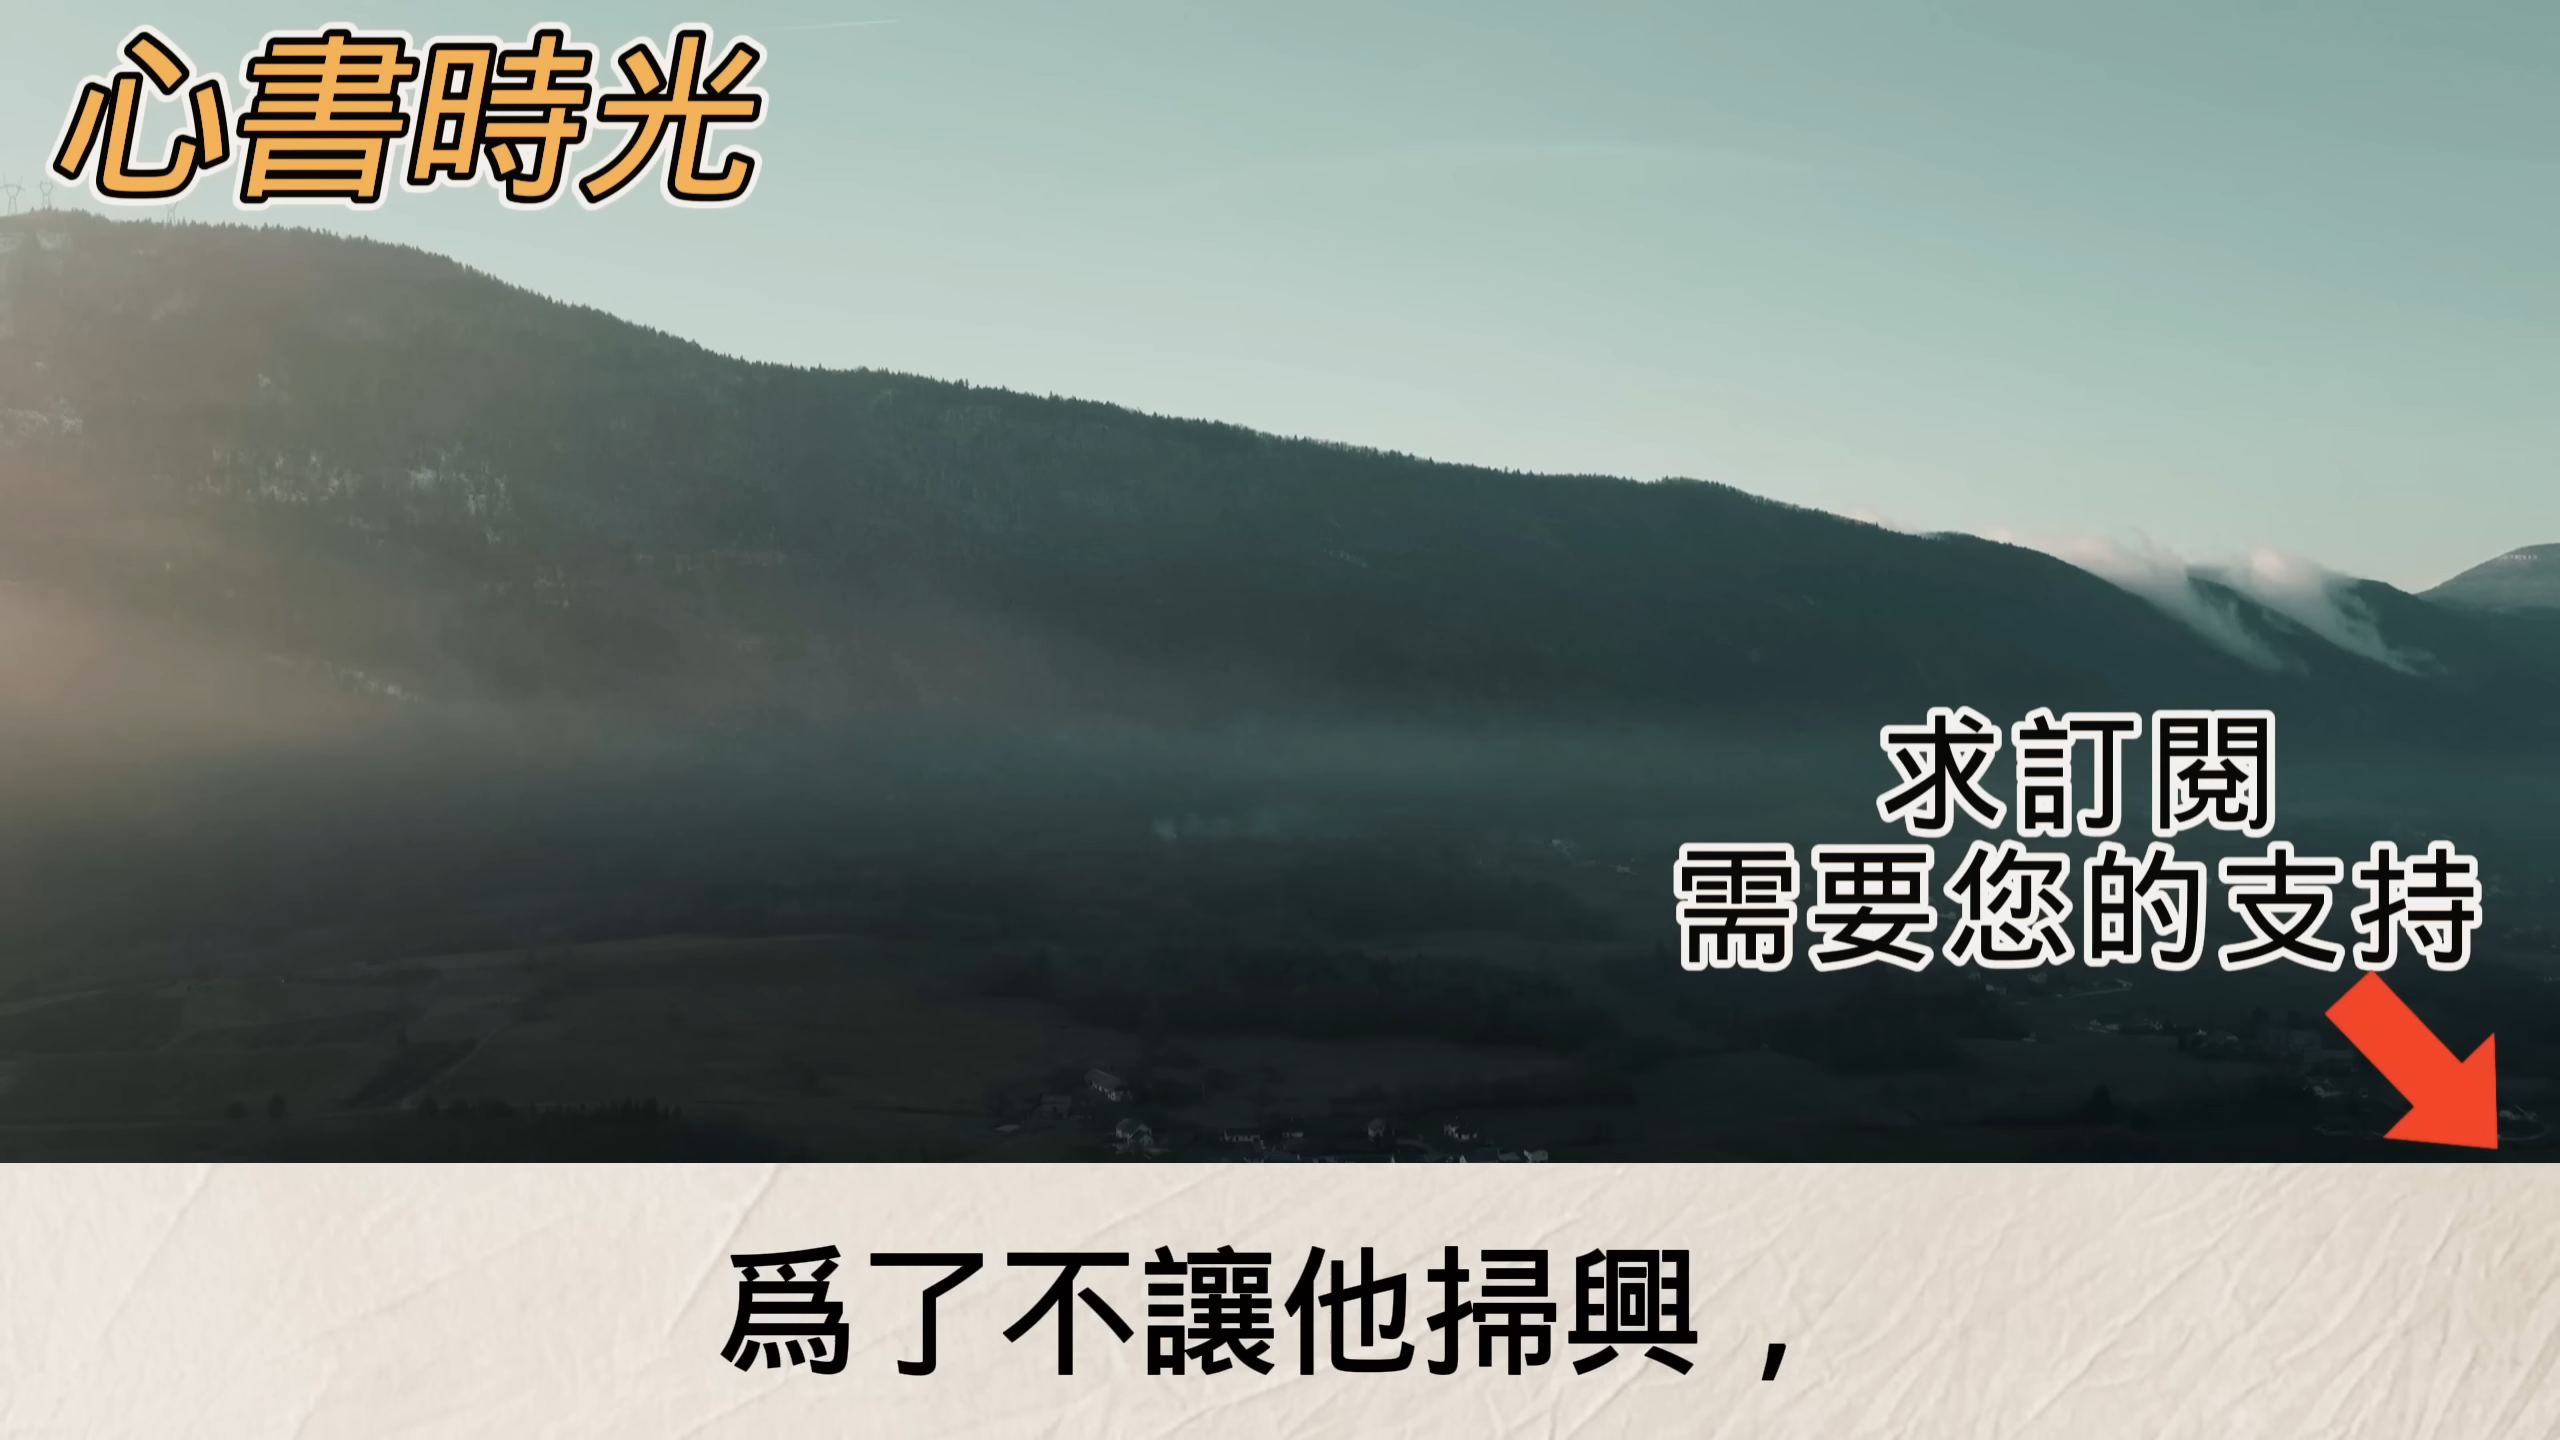 心書時光
求訂閱
需要您的支持
爲了不讓他掃興，